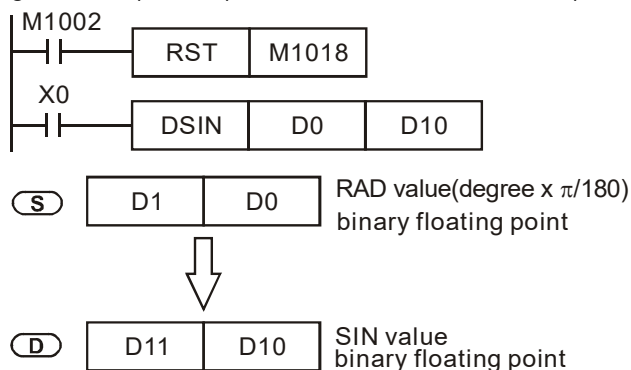 M1002
RST M1018
X0
DSIN D0 D10
S D1 D0 RAD value(degree x π/180)
binary floating point
D D11 D10 SIN value
binary floating point